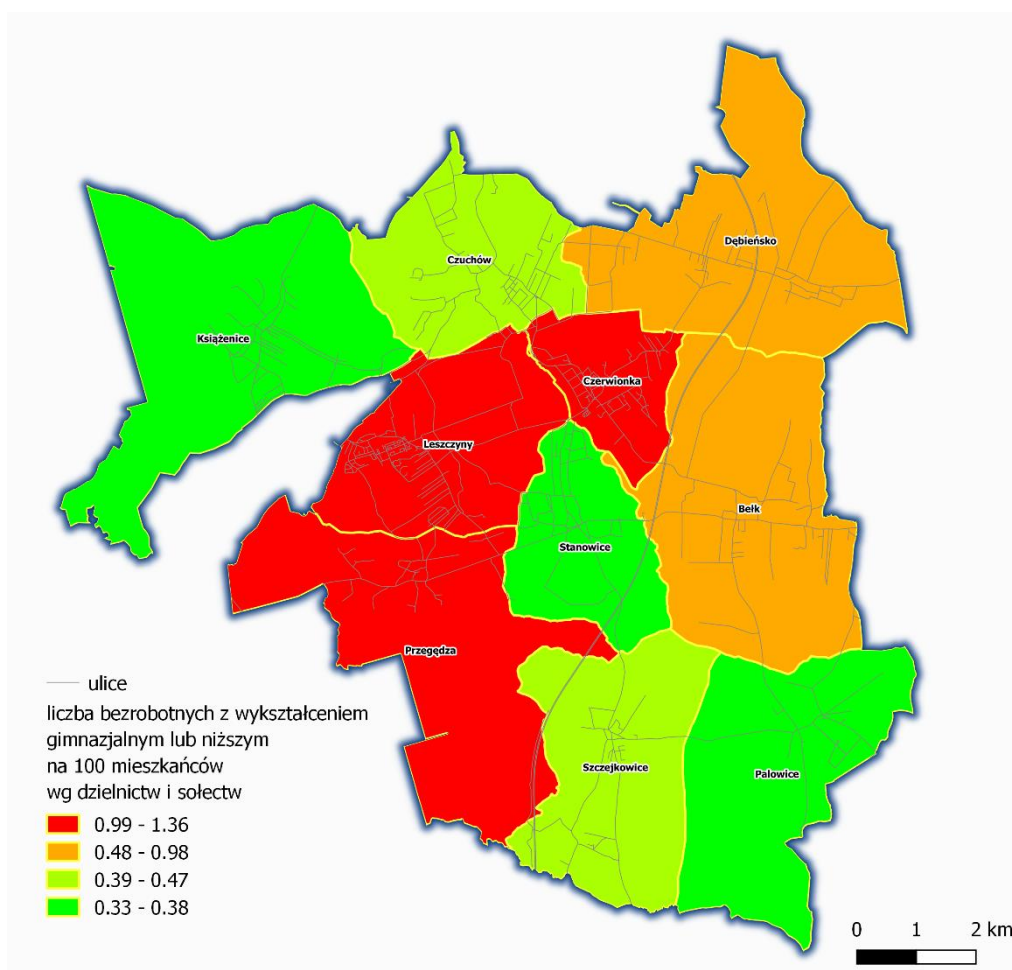 Dębieńsko
Czuchów
Książenice
Czerwionka
Leszczyny
Bełk
Stanowice
Przegędza
Szczejkowice
Palowice
ulice
liczba bezrobotnych z wykształceniem
gimnazjalnym lub niższym
na 100 mieszkańców
wg dzielnictw i sołectw
0.99 - 1.36
0.48 - 0.98
0.39 - 0.47
0.33 - 0.38
0 1 2 km